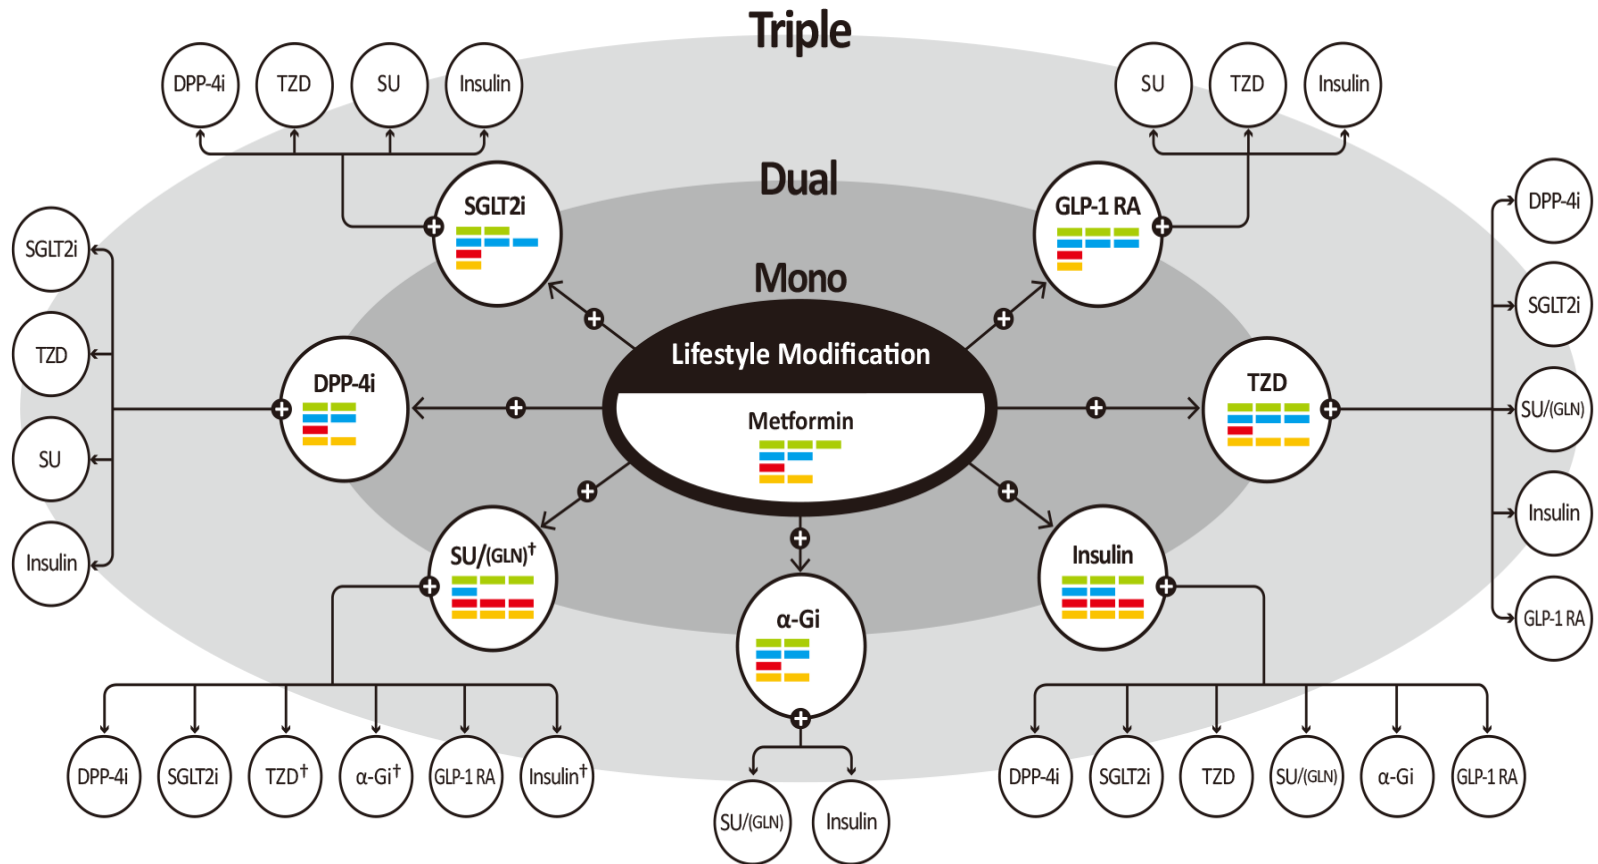 Triple
DPP-4i
TZD
SU
Insulin
SU
TZD
Insulin
Dual
SGLT2i
GLP-1 RA
DPP-4i
SGLT2i
Mono
SGLT2i
Lifestyle Modification
TZD
DPP-4i
TZD
SU/(GLN)
Metformin
SU
Insulin
Insulin
SU/(GLN)†
Insulin
α-Gi
GLP-1 RA
DPP-4i
SGLT2i
TZD†
α-Gi†
GLP-1 RA
Insulin†
SU/(GLN)
Insulin
DPP-4i
SGLT2i
TZD
SU/(GLN)
α-Gi
GLP-1 RA